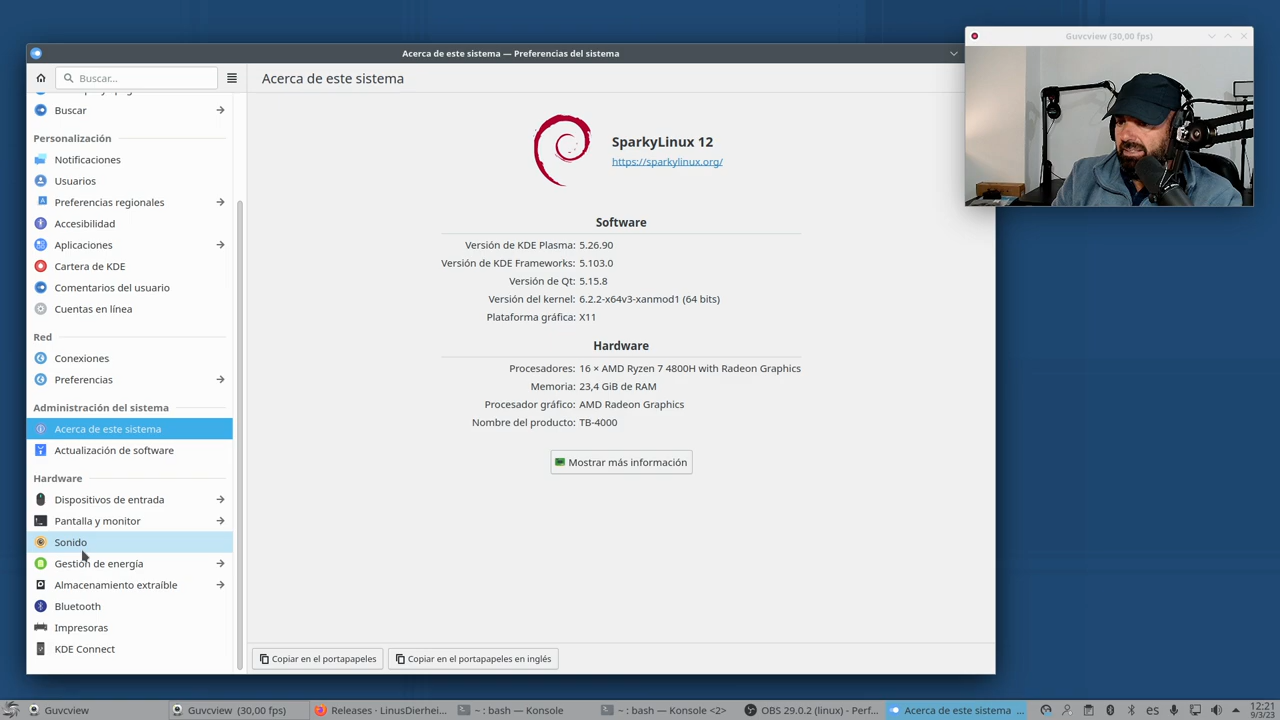 Acerca de este sistema — Preferencias del sistema
Guvcview (30,00 fps)
Buscar...
Acerca de este sistema
Buscar
Personalización
Notificaciones
Usuarios
Preferencias regionales
Accesibilidad
Aplicaciones
Cartera de KDE
Comentarios del usuario
Cuentas en línea
Red
Conexiones
Preferencias
Administración del sistema
Acerca de este sistema
Actualización de software
Hardware
Dispositivos de entrada
Pantalla y monitor
Sonido
Gestión de energía
Almacenamiento extraíble
Bluetooth
Impresoras
KDE Connect
SparkyLinux 12
https://sparkylinux.org/
Software
Versión de KDE Plasma: 5.26.90
Versión de KDE Frameworks: 5.103.0
Versión de Qt: 5.15.8
Versión del kernel: 6.2.2-x64v3-xanmod1 (64 bits)
Plataforma gráfica: X11
Hardware
Procesadores: 16 × AMD Ryzen 7 4800H with Radeon Graphics
Memoria: 23,4 GiB de RAM
Procesador gráfico: AMD Radeon Graphics
Nombre del producto: TB-4000
Mostrar más información
Copiar en el portapapeles
Copiar en el portapapeles en inglés
Guvcview
Guvcview (30,00 fps)
Releases · LinusDierhei...
~ : bash — Konsole
~ : bash — Konsole <2>
OBS 29.0.2 (linux) - Perf...
Acerca de este sistema ...
es
12:21
9/3/23